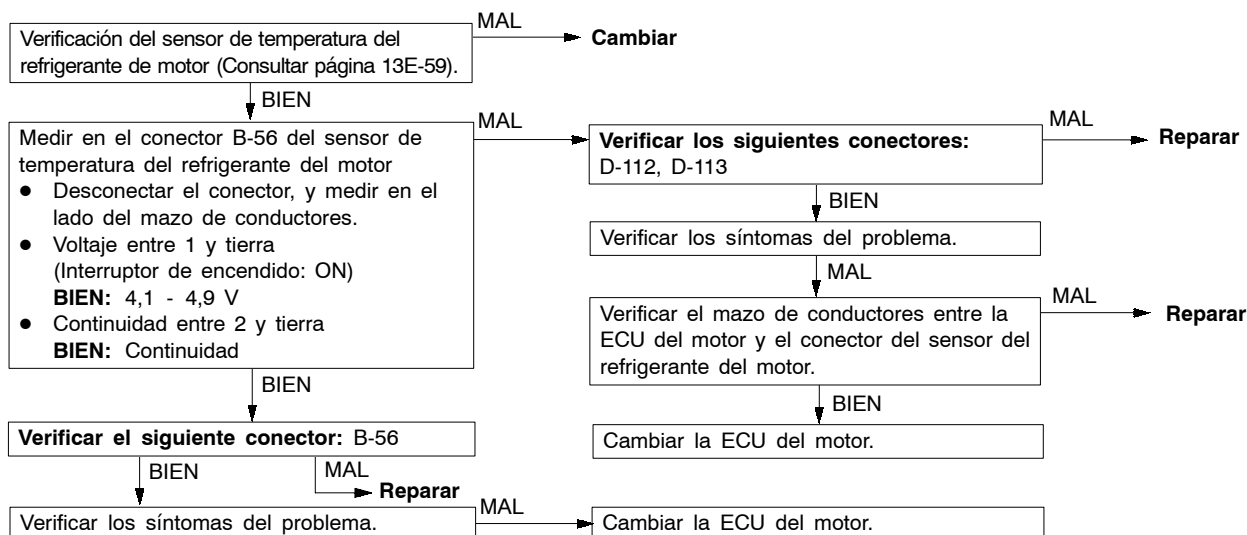 Verificación del sensor de temperatura del
refrigerante de motor (Consultar página 13E-59).
MAL
Cambiar
BIEN
Medir en el conector B-56 del sensor de
temperatura del refrigerante del motor
● Desconectar el conector, y medir en el
lado del mazo de conductores.
● Voltaje entre 1 y tierra
(Interruptor de encendido: ON)
BIEN: 4,1 - 4,9 V
● Continuidad entre 2 y tierra
BIEN: Continuidad
MAL
Verificar los siguientes conectores:
D-112, D-113
MAL
Reparar
BIEN
Verificar los síntomas del problema.
MAL
Verificar el mazo de conductores entre la
ECU del motor y el conector del sensor del
refrigerante del motor.
MAL
Reparar
BIEN
Cambiar la ECU del motor.
BIEN
Verificar el siguiente conector: B-56
BIEN
MAL
Reparar
Verificar los síntomas del problema.
MAL
Cambiar la ECU del motor.